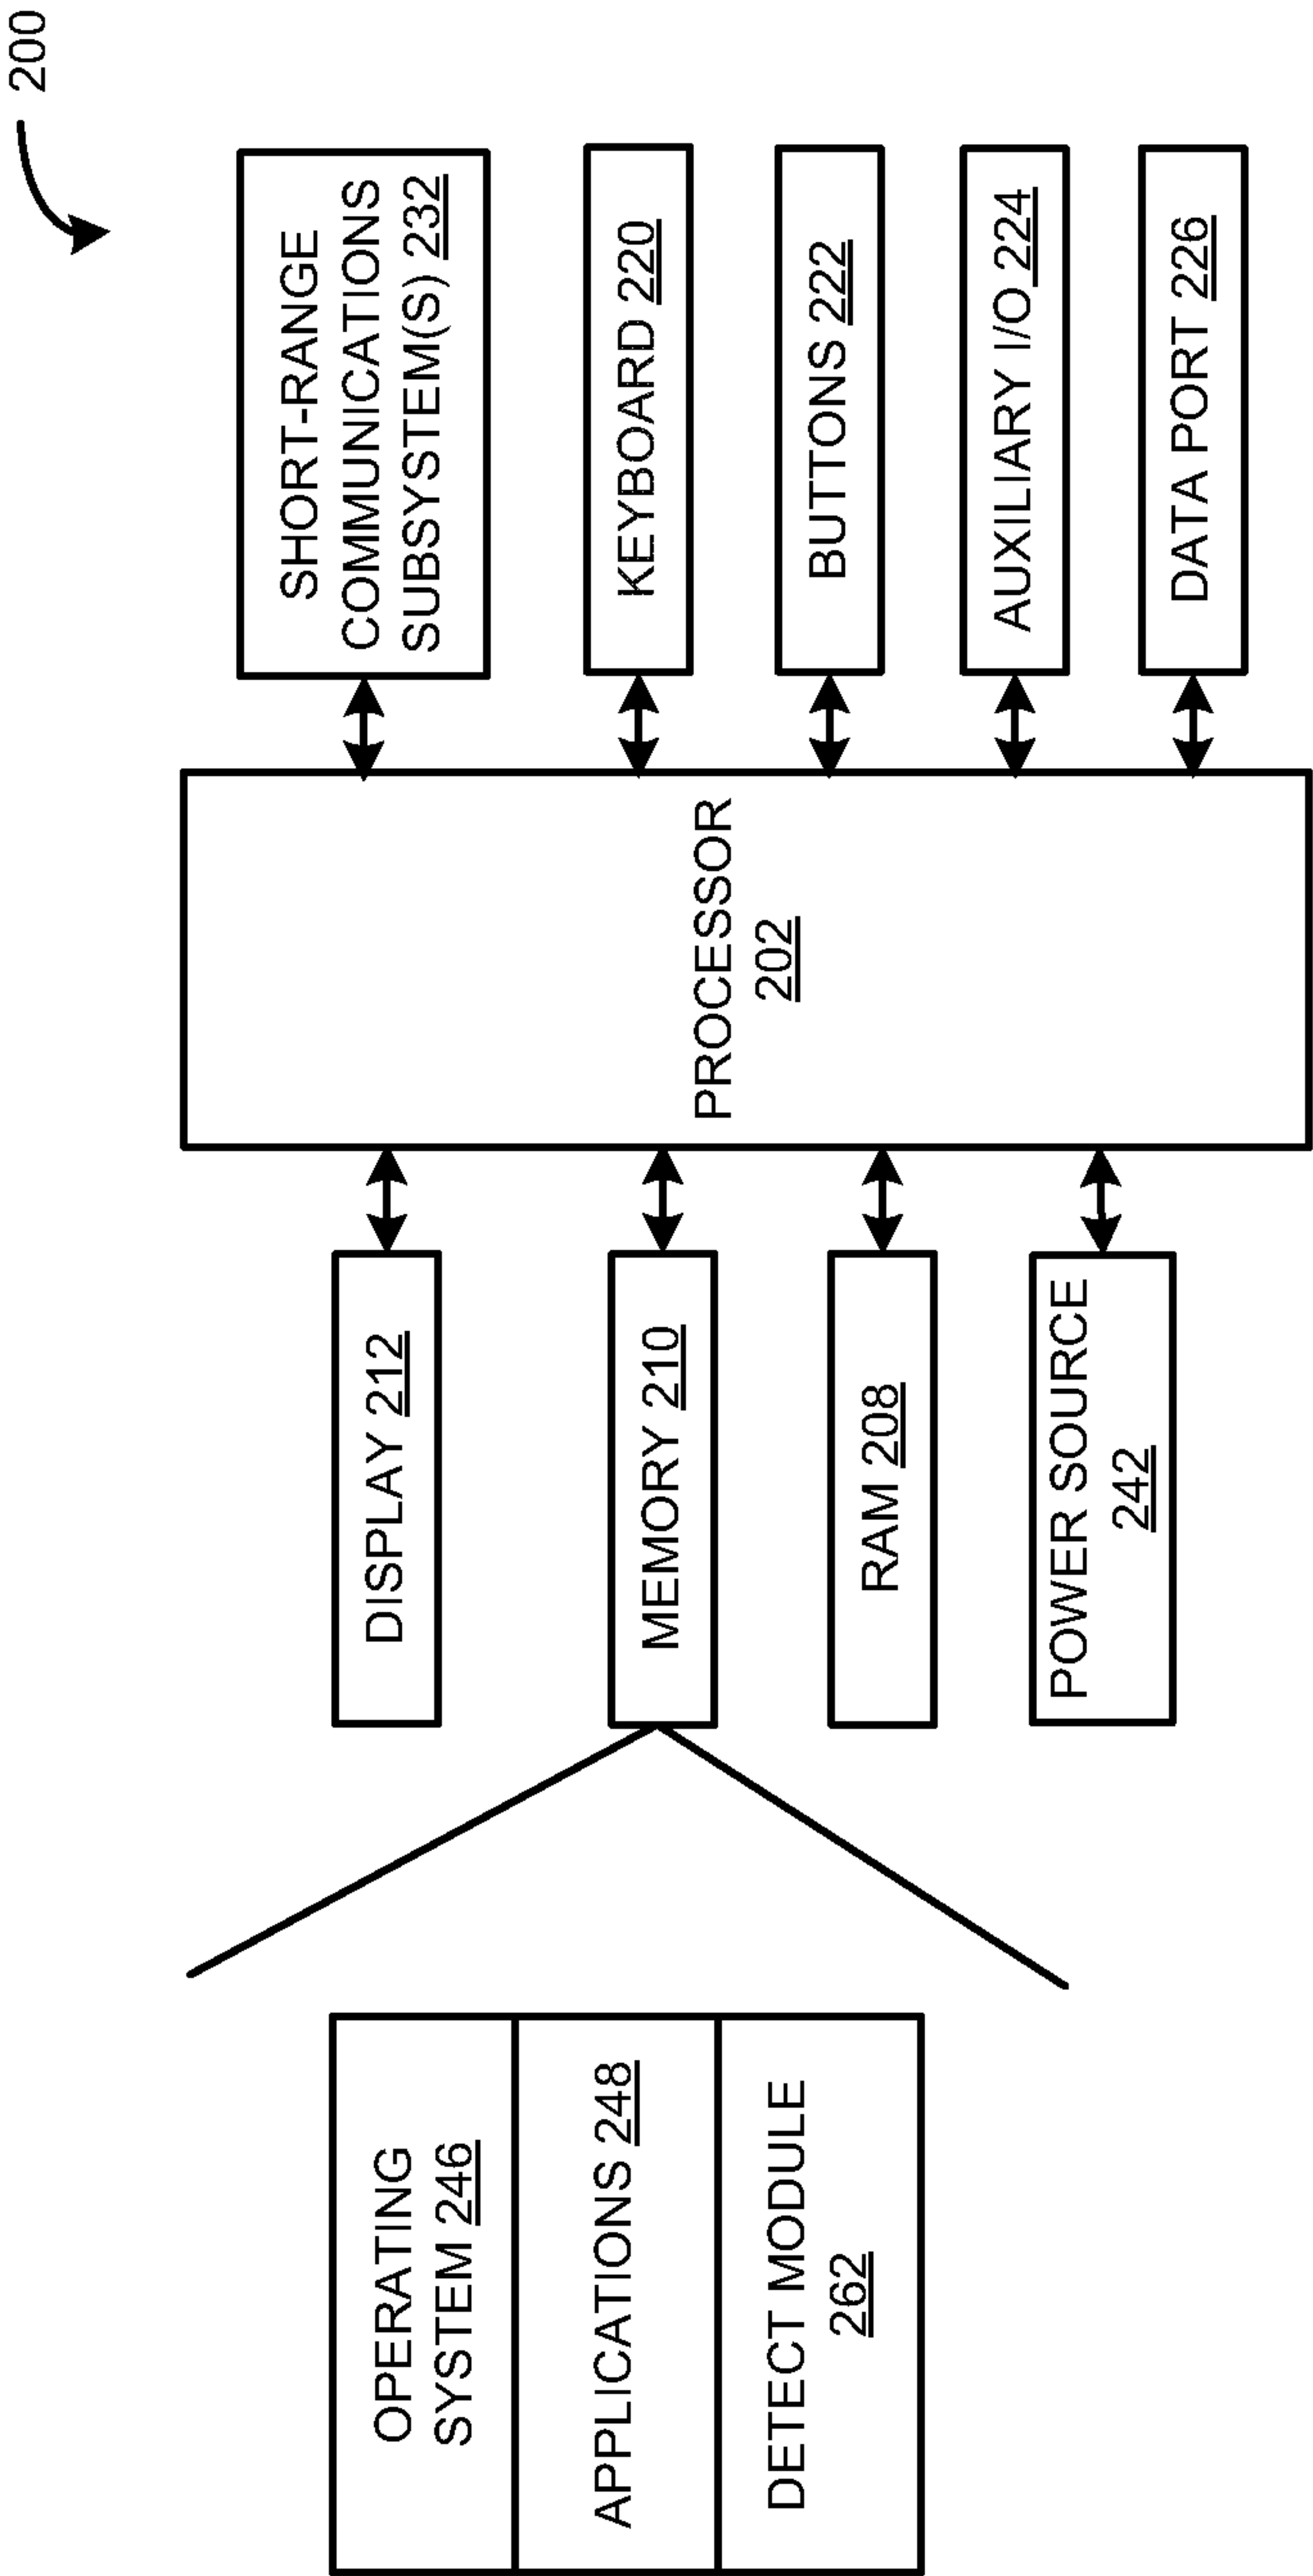 200
OPERATING
SYSTEM 246
APPLICATIONS 248
DETECT MODULE
262
DISPLAY 212
MEMORY 210
RAM 208
POWER SOURCE
242
PROCESSOR
202
SHORT-RANGE
COMMUNICATIONS
SUBSYSTEM(S) 232
KEYBOARD 220
BUTTONS 222
AUXILIARY I/O 224
DATA PORT 226